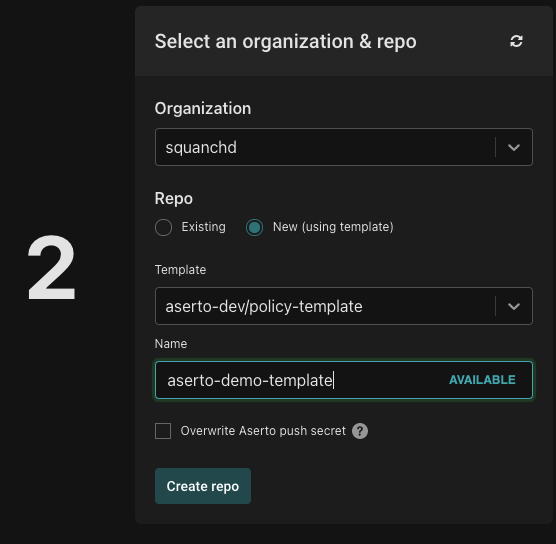 Select an organization & repo
2
Organization
squanchd
Repo
Existing
New (using template)
Template
aserto-dev/policy-template
Name
aserto-demo-template AVAILABLE
Overwrite Aserto push secret ?
Create repo